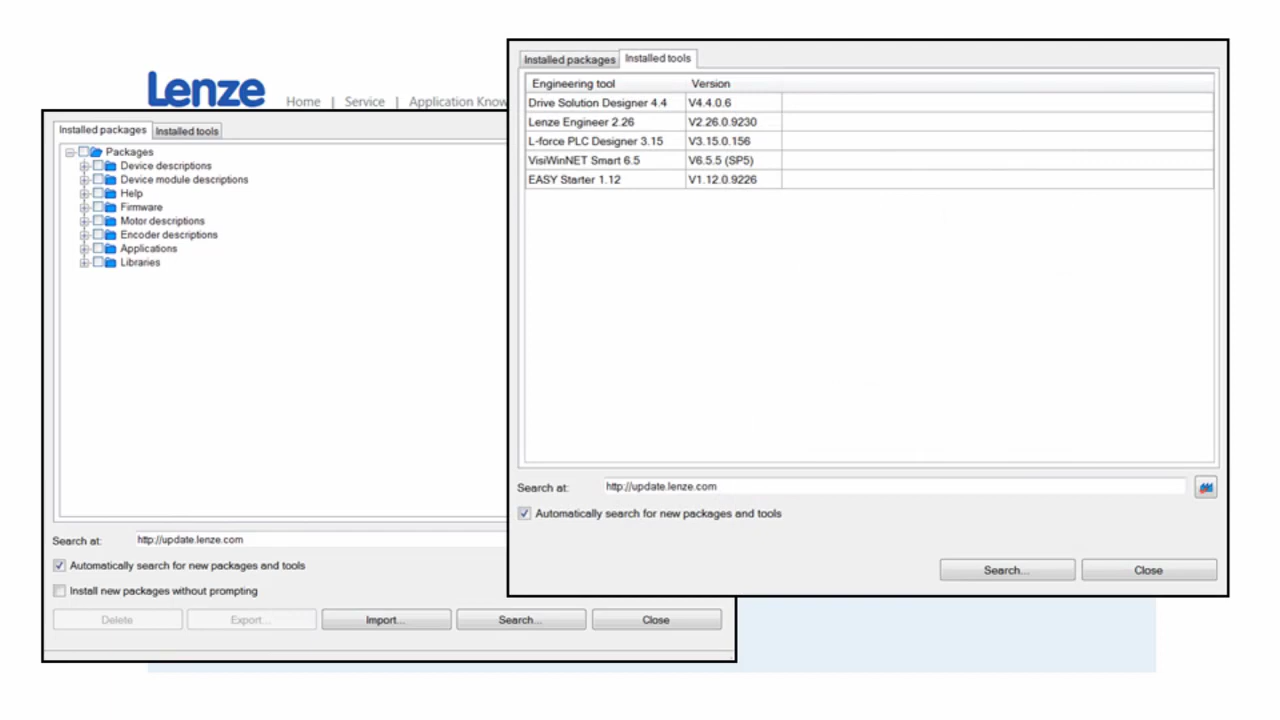 Lenze
Home | Service | Application Know
Installed packages Installed tools
Packages
Device descriptions
Device module descriptions
Help
Firmware
Motor descriptions
Encoder descriptions
Applications
Libraries
Search at: http://update.lenze.com
Automatically search for new packages and tools
Install new packages without prompting
Delete Export... Import... Search... Close
Installed packages Installed tools
Engineering tool Version
Drive Solution Designer 4.4 V4.4.0.6
Lenze Engineer 2.26 V2.26.0.9230
L-force PLC Designer 3.15 V3.15.0.156
VisiWinNET Smart 6.5 V6.5.5 (SP5)
EASY Starter 1.12 V1.12.0.9226
Search at: http://update.lenze.com
Automatically search for new packages and tools
Search... Close